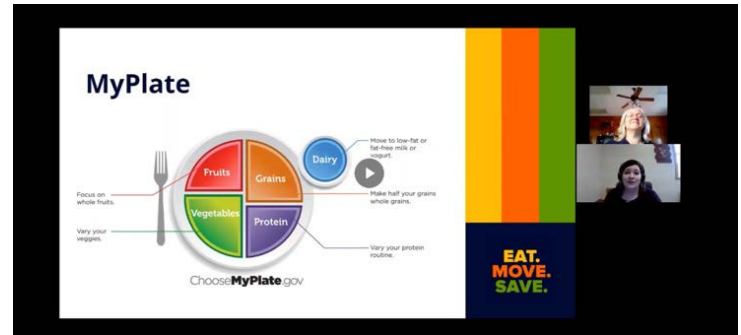 MyPlate
Fruits
Grains
Vegetables
Protein
Dairy
Focus on
whole fruits.
Vary your
veggies.
Move to low-fat or
fat-free milk or
yogurt.
Make half your grains
whole grains.
Vary your protein
routine.
ChooseMyPlate.gov
EAT.
MOVE.
SAVE.